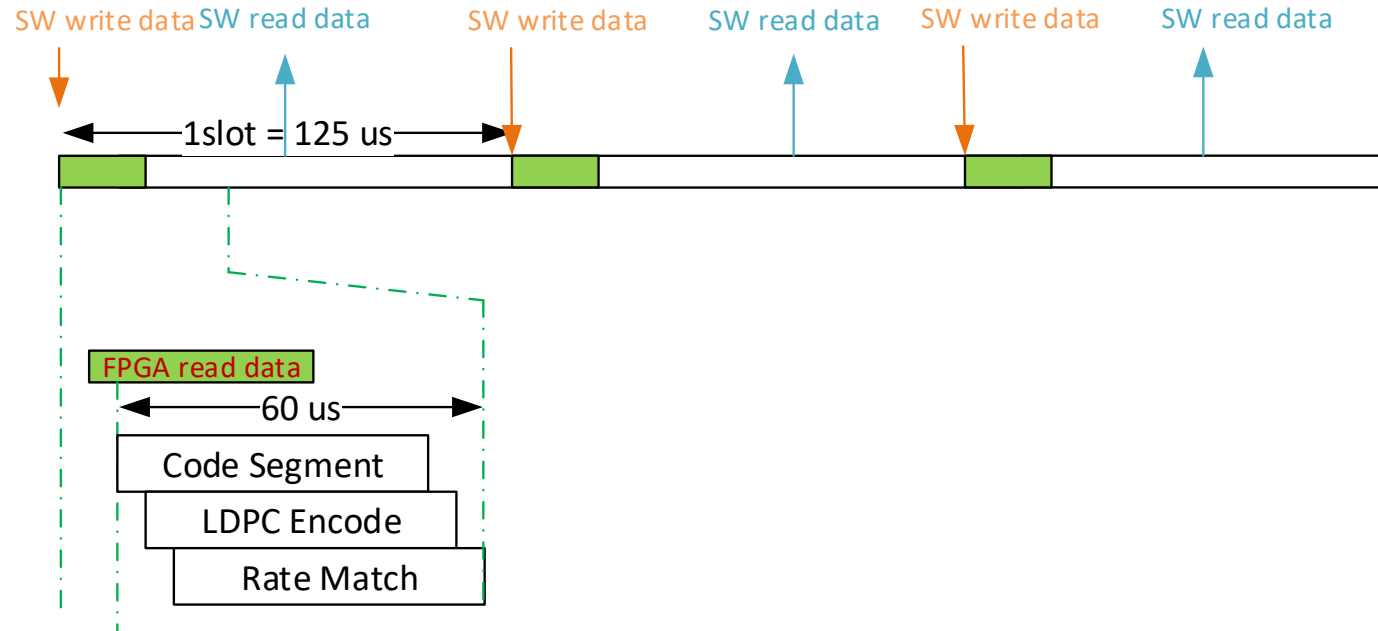 SW write data SW read data SW write data SW read data SW write data SW read data
1slot = 125 us
FPGA read data
60 us
Code Segment
LDPC Encode
Rate Match